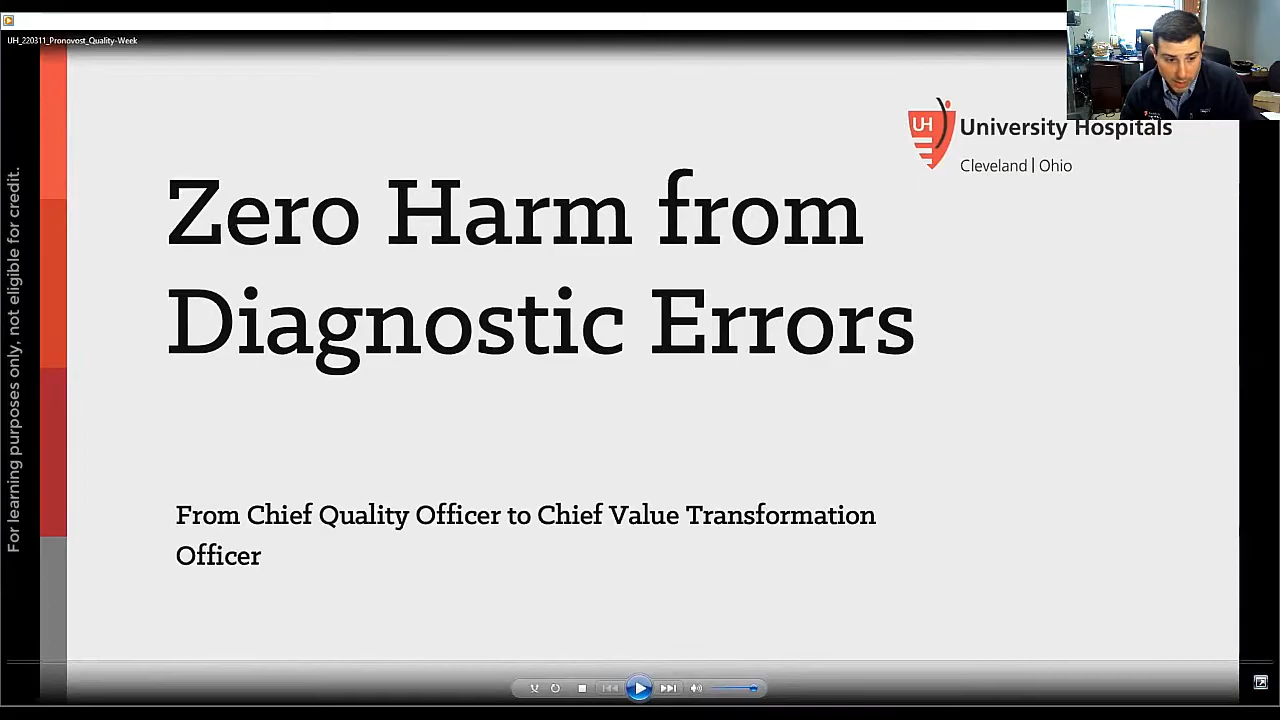 UH_220311_Pronovost_Quality-Week
UH
University Hospitals
Cleveland | Ohio
Zero Harm from
Diagnostic Errors
From Chief Quality Officer to Chief Value Transformation
Officer
For learning purposes only, not eligible for credit.